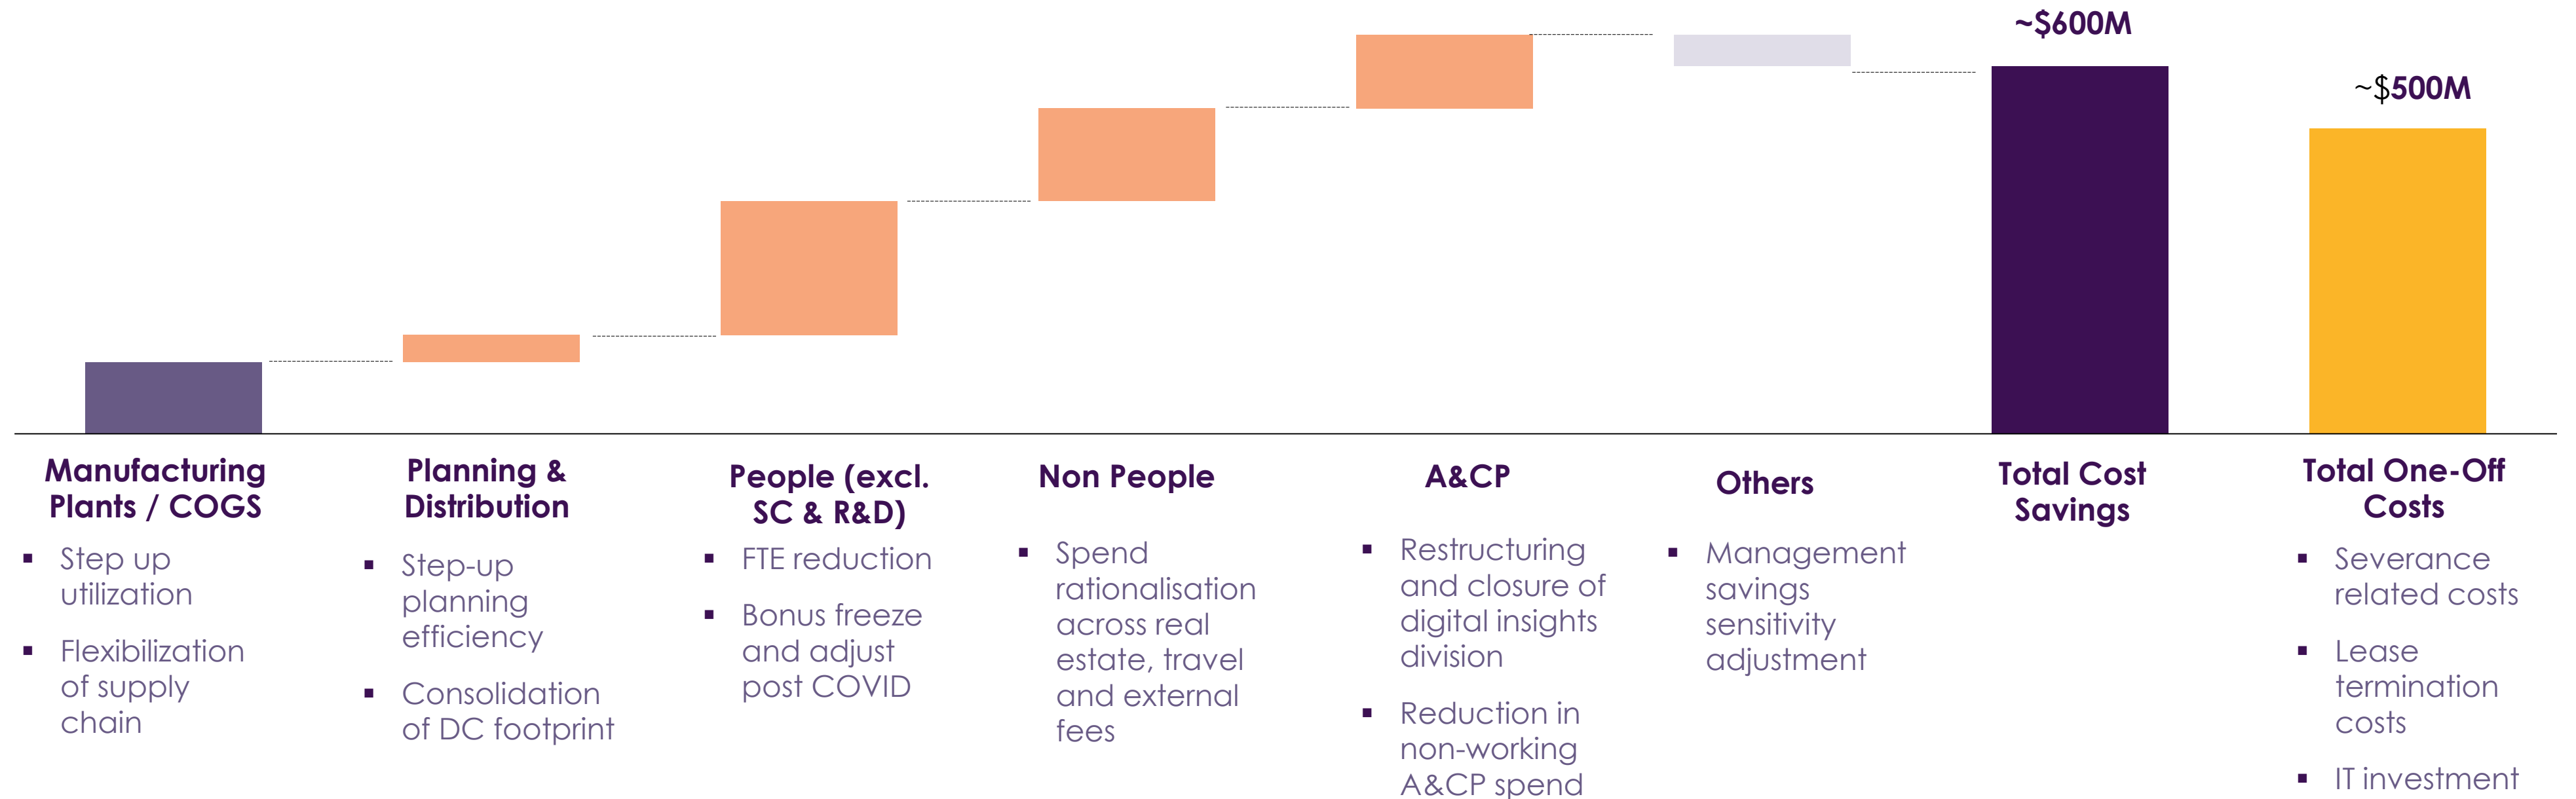 ~$600M
~$500M
Manufacturing
Plants / COGS
▪ Step up
utilization
▪ Flexibilization
of supply
chain
Planning &
Distribution
▪ Step-up
planning
efficiency
▪ Consolidation
of DC footprint
People (excl.
SC & R&D)
▪ FTE reduction
▪ Bonus freeze
and adjust
post COVID
Non People
▪ Spend
rationalisation
across real
estate, travel
and external
fees
A&CP
▪ Restructuring
and closure of
digital insights
division
▪ Reduction in
non-working
A&CP spend
Others
▪ Management
savings
sensitivity
adjustment
Total Cost
Savings
Total One-Off
Costs
▪ Severance
related costs
▪ Lease
termination
costs
▪ IT investment